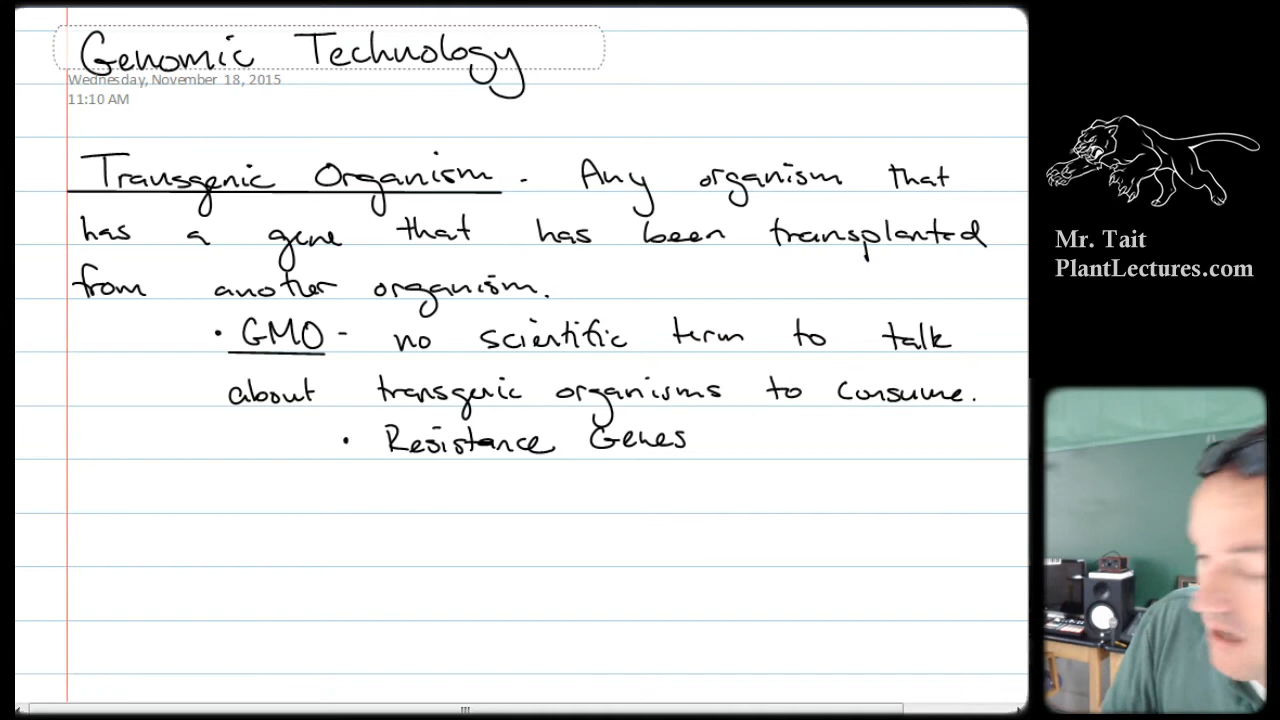 Genomic Technology
Wednesday, November 18, 2015
11:10 AM
Transgenic Organism - Any organism that
has a gene that has been transplanted
from another organism.
• GMO - no scientific term to talk
about transgenic organisms to consume.
• Resistance Genes
Mr. Tait
PlantLectures.com